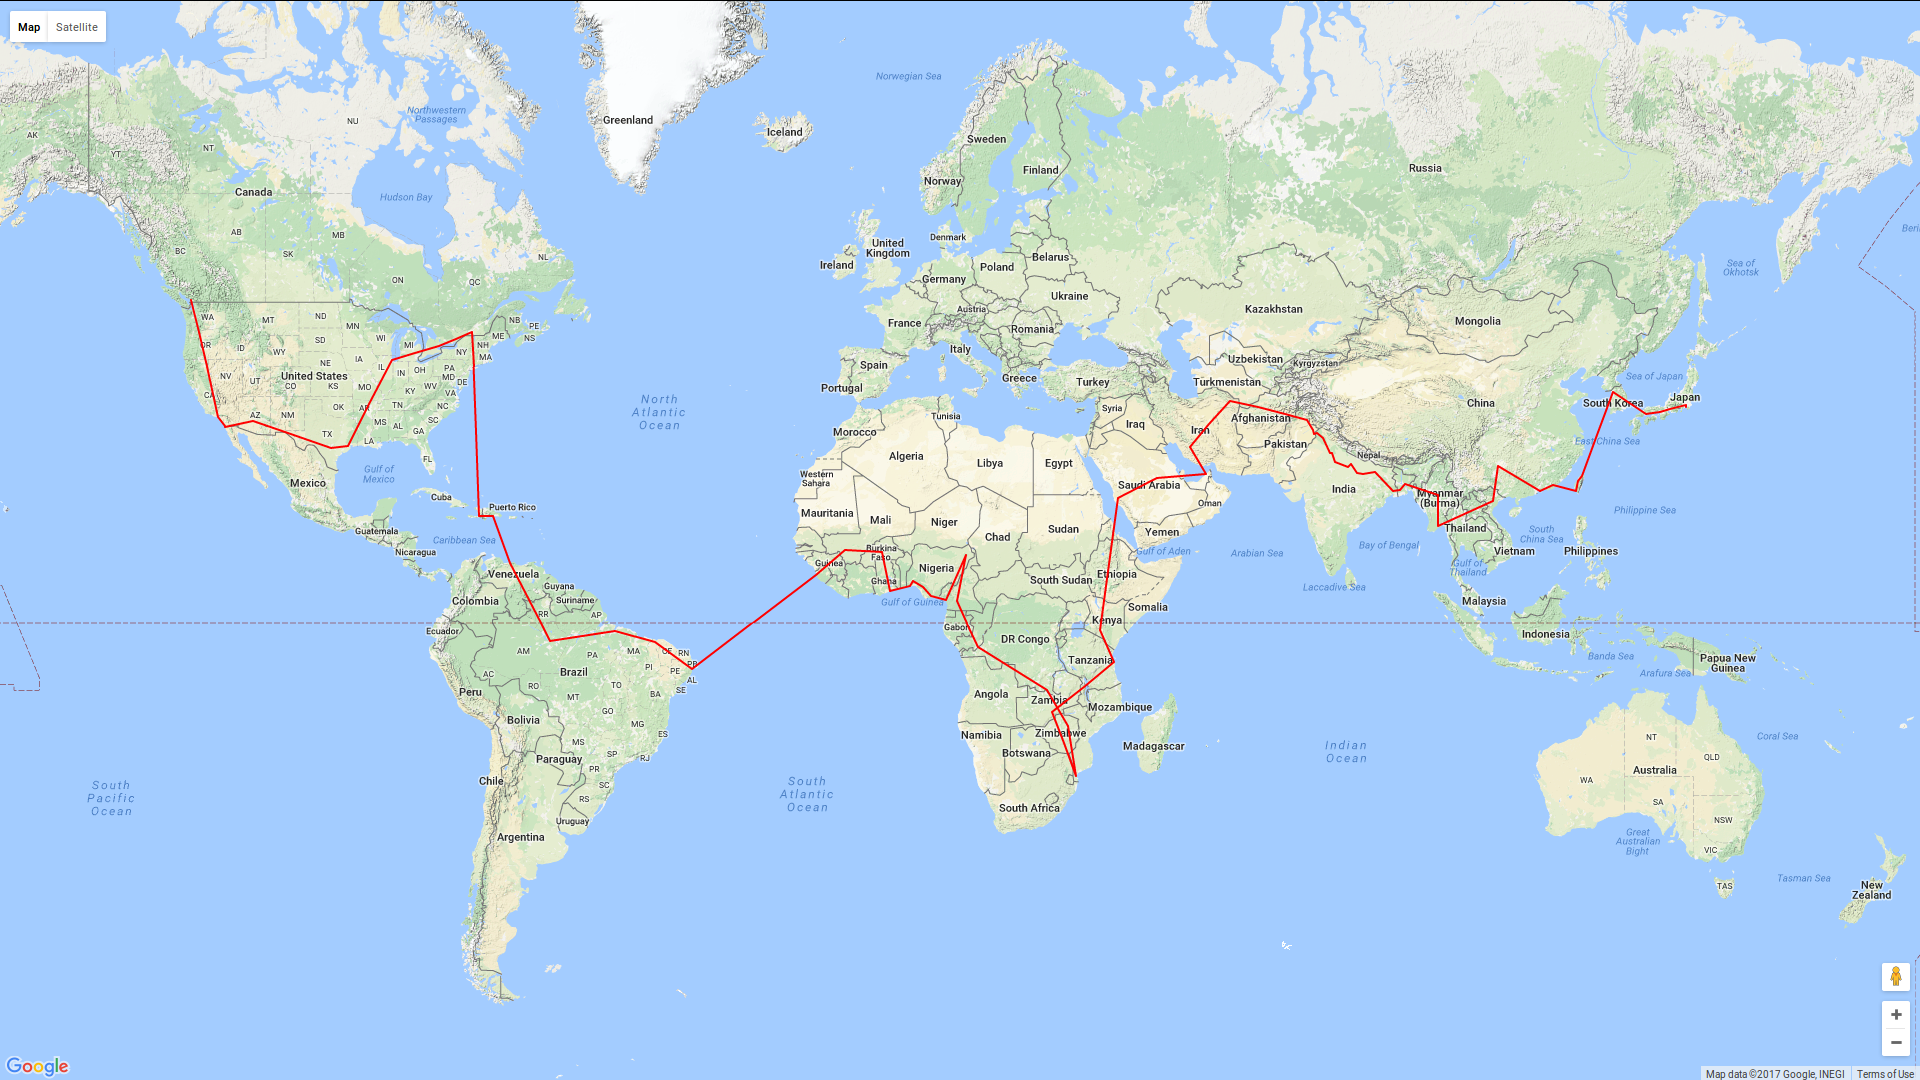 Map
Satellite
Greenland
Norwegian Sea
Iceland
Sweden
Finland
Norway
Russia
Northwestern
Passages
NU
AK
YT
NT
Canada
Hudson Bay
BC
AB
SK
MB
ON
QC
NL
United
Kingdom
Ireland
Denmark
Belarus
Poland
Germany
Ukraine
France
Austria
Romania
Italy
Spain
Portugal
Greece
Turkey
Kazakhstan
Mongolia
Uzbekistan
Kyrgyzstan
Turkmenistan
Sea of
Okhotsk
Beri
Sea of Japan
Japan
South Korea
China
East China Sea
WA
OR
MT
ND
MN
ID
WY
SD
WI
MI
NB
PE
NS
ME
NH
MA
NY
NV
UT
CO
NE
IA
IL
IN
OH
PA
MD
DE
United States
KS
MO
KY
WV
VA
CA
AZ
NM
OK
AR
TN
NC
SC
MS
AL
GA
TX
LA
FL
Gulf of
Mexico
Mexico
Cuba
Puerto Rico
Guatemala
Caribbean Sea
Nicaragua
North
Atlantic
Ocean
Tunisia
Morocco
Algeria
Libya
Egypt
Western
Sahara
Mauritania
Mali
Niger
Chad
Sudan
Syria
Iraq
Iran
Afghanistan
Pakistan
Nepal
India
Saudi Arabia
Oman
Yemen
Gulf of Aden
Arabian Sea
Bay of Bengal
Laccadive Sea
Myanmar
(Burma)
Thailand
Vietnam
South
China Sea
Philippines
Philippine Sea
Gulf of
Thailand
Malaysia
Indonesia
Banda Sea
Arafura Sea
Papua New
Guinea
Burkina
Faso
Guinea
Ghana
Nigeria
Gulf of Guinea
South Sudan
Ethiopia
Somalia
Kenya
Gabon
DR Congo
Tanzania
Angola
Zambia
Mozambique
Zimbabwe
Namibia
Botswana
Madagascar
South Africa
Venezuela
Guyana
Suriname
Colombia
Ecuador
RR
AP
AM
PA
MA
CE
RN
PB
PE
AL
SE
PI
AC
RO
TO
BA
MT
GO
MG
ES
MS
SP
RJ
PR
SC
RS
Brazil
Peru
Bolivia
Paraguay
Chile
Uruguay
Argentina
South
Pacific
Ocean
South
Atlantic
Ocean
Indian
Ocean
Coral Sea
NT
QLD
WA
Australia
SA
NSW
VIC
TAS
Great
Australian
Bight
Tasman Sea
New
Zealand
+
−
Google
Map data ©2017 Google, INEGI
Terms of Use